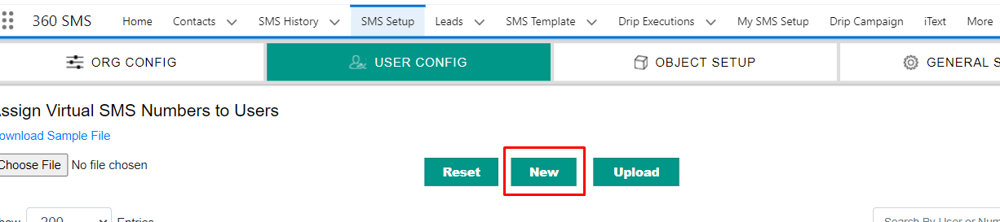 360 SMS Home Contacts SMS History SMS Setup Leads SMS Template Drip Executions My SMS Setup Drip Campaign iText More
ORG CONFIG USER CONFIG OBJECT SETUP GENERAL S
ssign Virtual SMS Numbers to Users
ownload Sample File
Choose File No file chosen Reset New Upload
200 Entries Search By User or Num